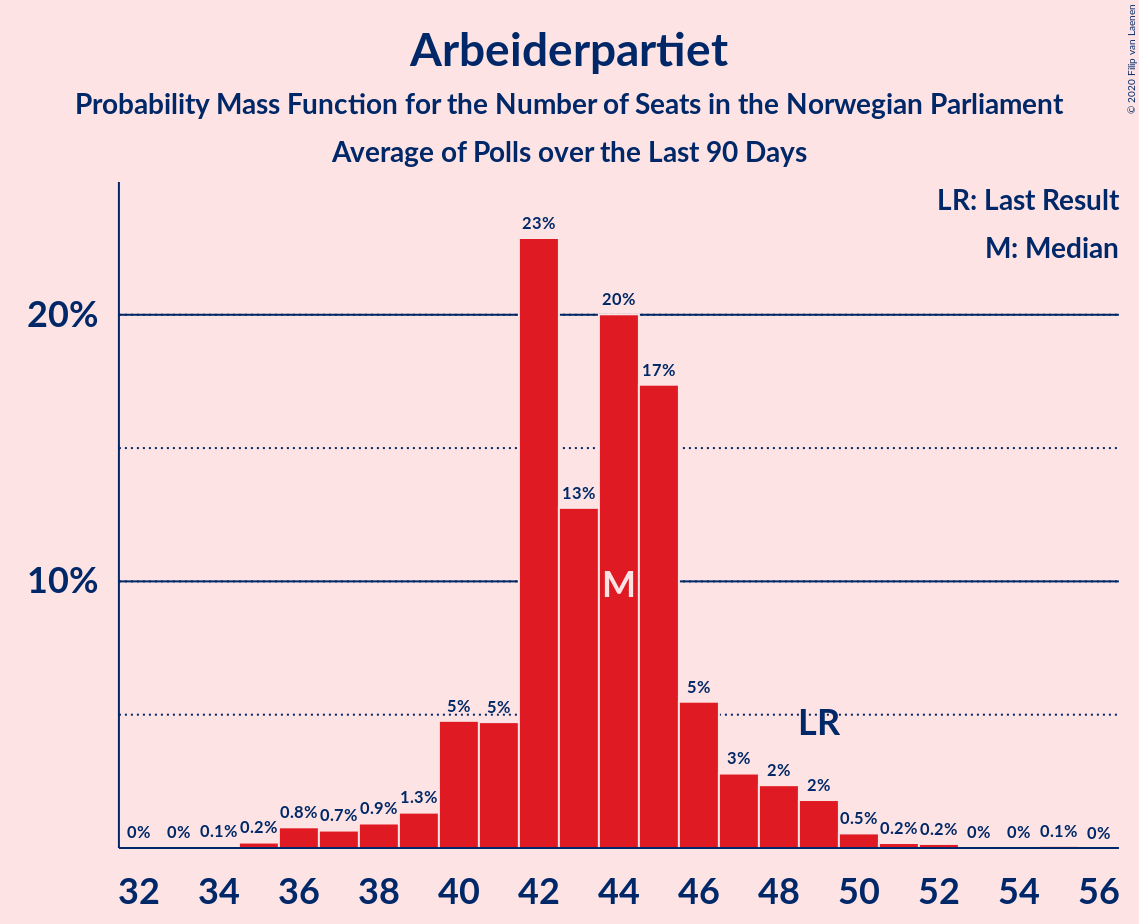 © 2020 Filip van Laenen
Arbeiderpartiet
Probability Mass Function for the Number of Seats in the Norwegian Parliament
Average of Polls over the Last 90 Days
LR: Last Result
M: Median
20%
10%
0% 0% 0.1% 0.2% 0.8% 0.7% 0.9% 1.3% 5% 5% 23% 13% 20% 17% 5% 3% 2% 2% 0.5% 0.2% 0.2% 0% 0% 0.1% 0%
M
LR
32 34 36 38 40 42 44 46 48 50 52 54 56